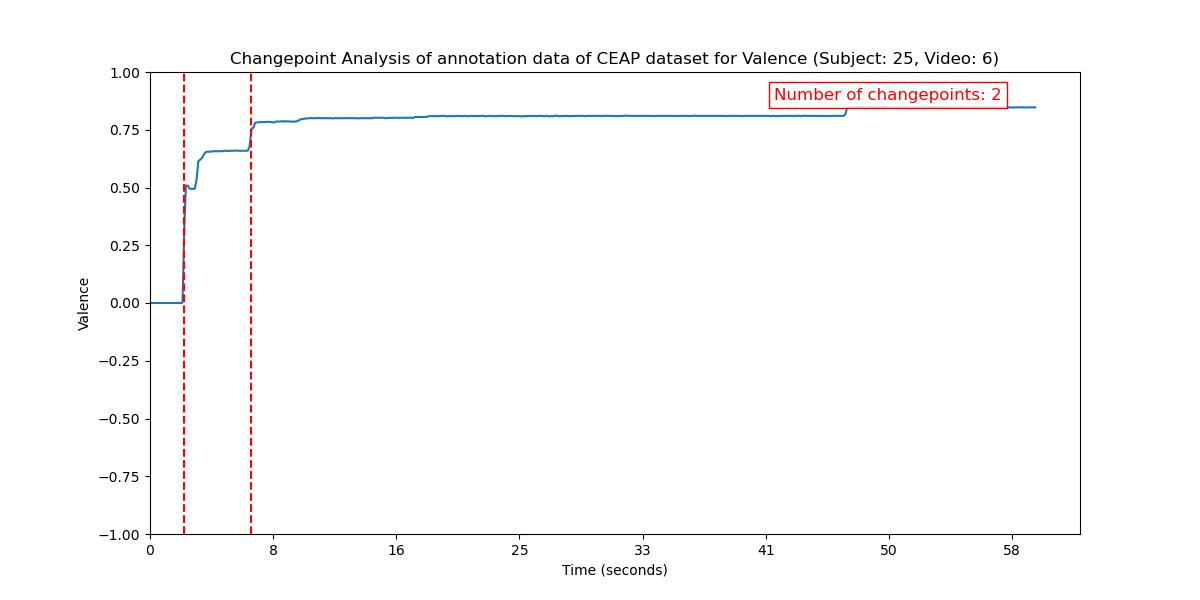 Changepoint Analysis of annotation data of CEAP dataset for Valence (Subject: 25, Video: 6)
Number of changepoints: 2
1.00
0.75
0.50
0.25
0.00
−0.25
−0.50
−0.75
−1.00
Valence
0 8 16 25 33 41 50 58
Time (seconds)